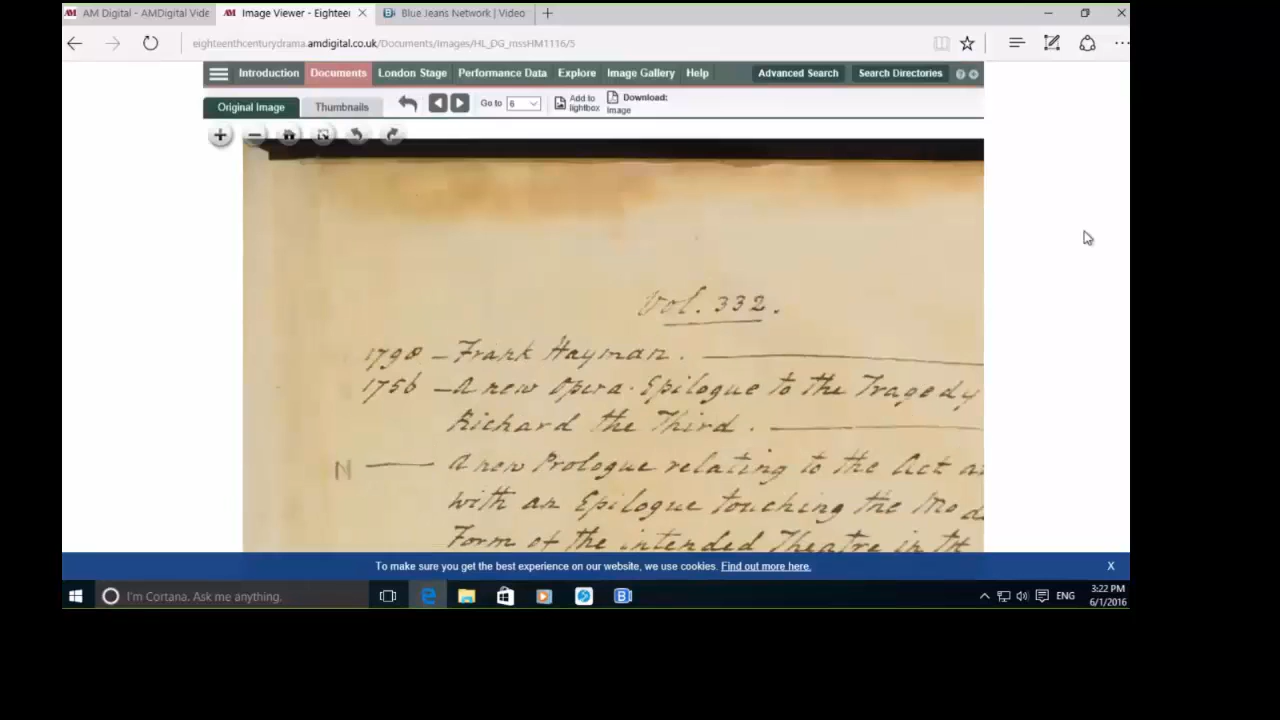 AM Digital - AMDigital Vide
Image Viewer - Eighteer
Blue Jeans Network | Video
eighteenthcenturydrama.amdigital.co.uk/Documents/Images/HL_DG_mssHM1116/5
Introduction Documents London Stage Performance Data Explore Image Gallery Help Advanced Search Search Directories
Original Image Thumbnails Go to 6 Add to lightbox Download: Image
Vol. 332.
1790 - Frank Hayman.
1756 - A new Opera. Epilogue to the Tragedy
Richard the Third.
N A new Prologue relating to the Act an
with an Epilogue touching the Mod
Form of the intended Theatre in th
To make sure you get the best experience on our website, we use cookies. Find out more here. X
I'm Cortana. Ask me anything. ENG 3:22 PM
6/1/2016